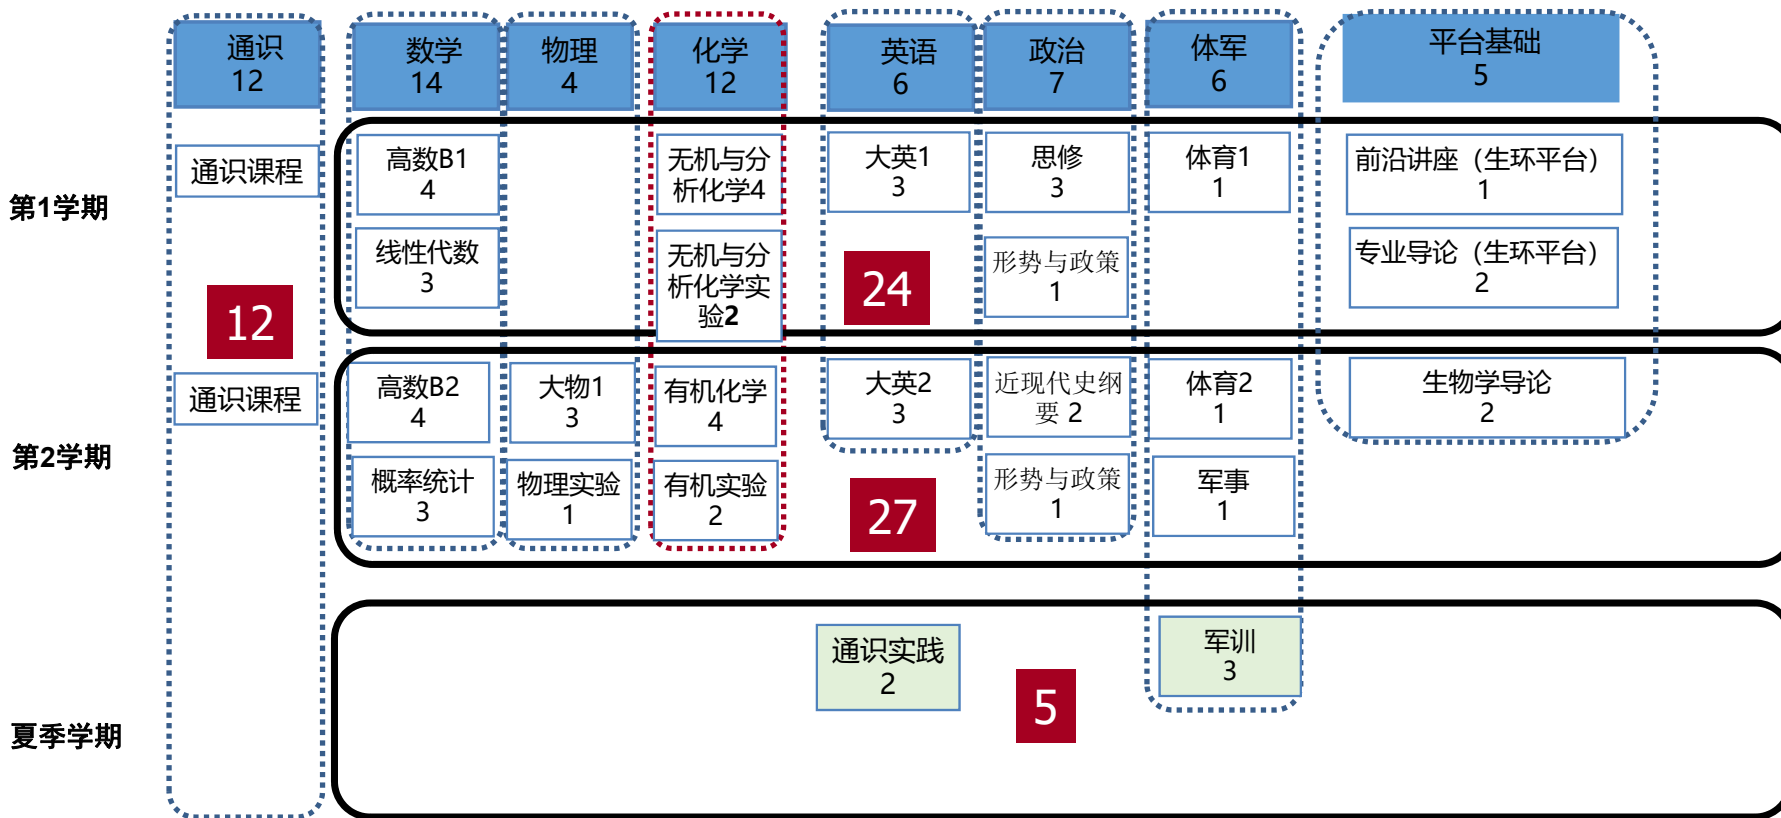 通识
12
数学
14
物理
4
化学
12
英语
6
政治
7
体军
6
平台基础
5
第1学期
通识课程
高数B1
4
线性代数
3
无机与分
析化学4
无机与分
析化学实
验2
大英1
3
思修
3
形势与政策
1
体育1
1
前沿讲座（生环平台）
1
专业导论（生环平台）
2
24
12
第2学期
通识课程
高数B2
4
概率统计
3
大物1
3
物理实验
1
有机化学
4
有机实验
2
大英2
3
近现代史纲
要 2
形势与政策
1
体育2
1
军事
1
生物学导论
2
27
夏季学期
通识实践
2
军训
3
5